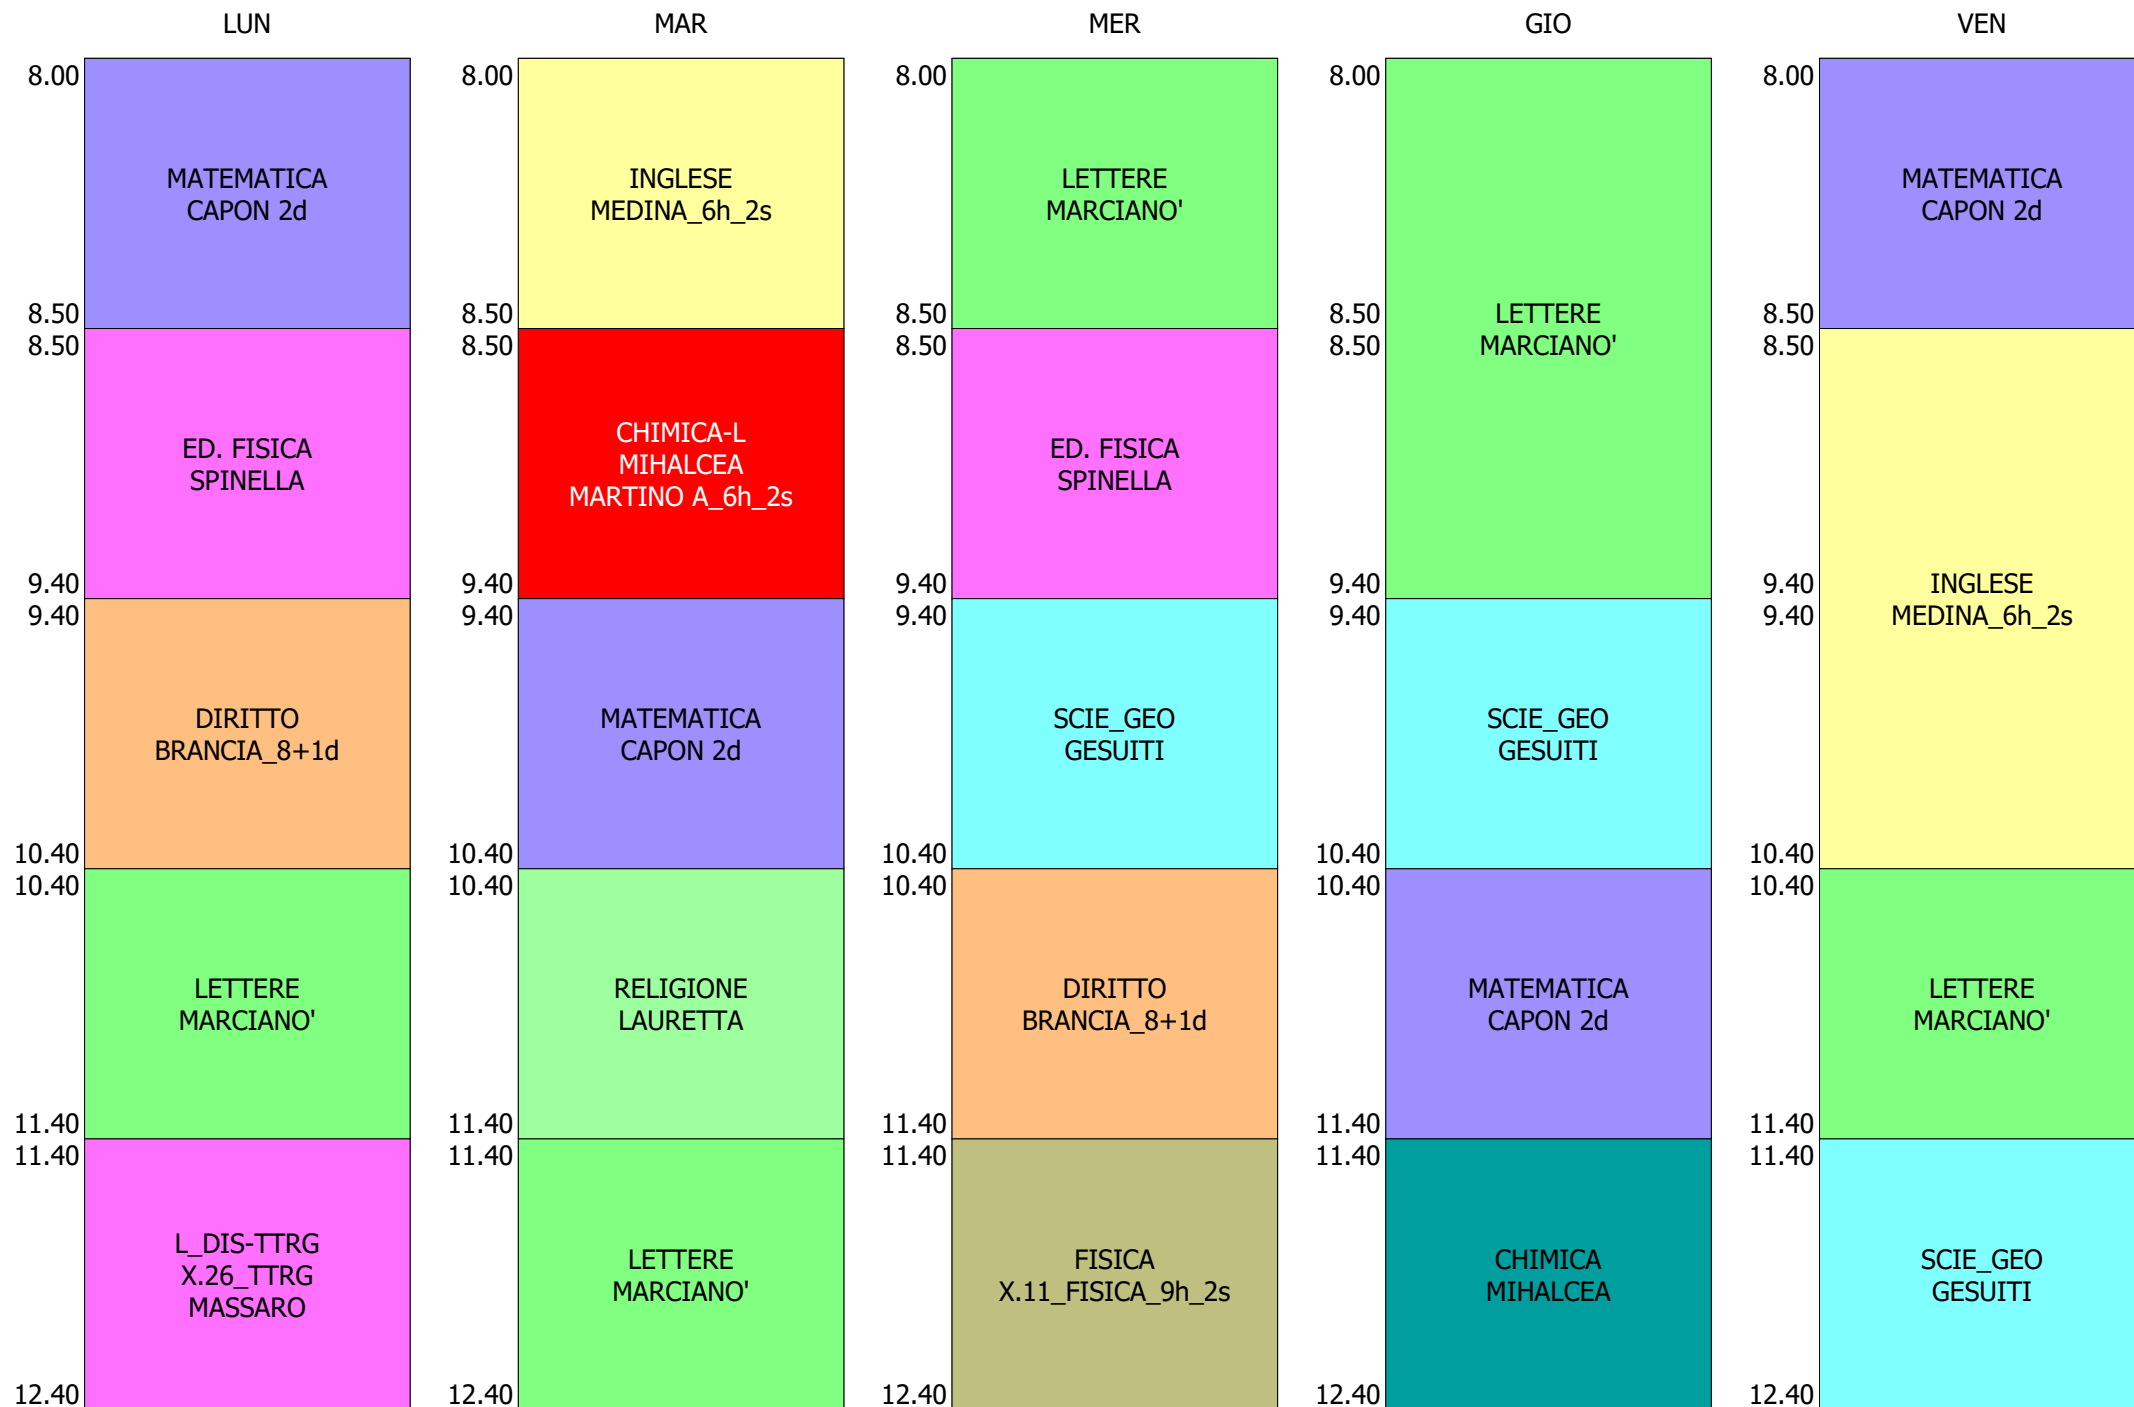 LUN
MAR
MER
GIO
VEN
8.00
MATEMATICA
CAPON 2d
8.50
8.50
ED. FISICA
SPINELLA
9.40
9.40
DIRITTO
BRANCIA_8+1d
10.40
10.40
LETTERE
MARCIANO'
11.40
11.40
L_DIS-TTRG
X.26_TTRG
MASSARO
12.40
8.00
INGLESE
MEDINA_6h_2s
8.50
8.50
CHIMICA-L
MIHALCEA
MARTINO A_6h_2s
9.40
9.40
MATEMATICA
CAPON 2d
10.40
10.40
RELIGIONE
LAURETTA
11.40
11.40
LETTERE
MARCIANO'
12.40
8.00
LETTERE
MARCIANO'
8.50
8.50
ED. FISICA
SPINELLA
9.40
9.40
SCIE_GEO
GESUITI
10.40
10.40
DIRITTO
BRANCIA_8+1d
11.40
11.40
FISICA
X.11_FISICA_9h_2s
12.40
8.00
8.50
LETTERE
8.50
MARCIANO'
9.40
9.40
SCIE_GEO
GESUITI
10.40
10.40
MATEMATICA
CAPON 2d
11.40
11.40
CHIMICA
MIHALCEA
12.40
8.00
MATEMATICA
CAPON 2d
8.50
8.50
9.40
INGLESE
9.40
MEDINA_6h_2s
10.40
10.40
LETTERE
MARCIANO'
11.40
11.40
SCIE_GEO
GESUITI
12.40